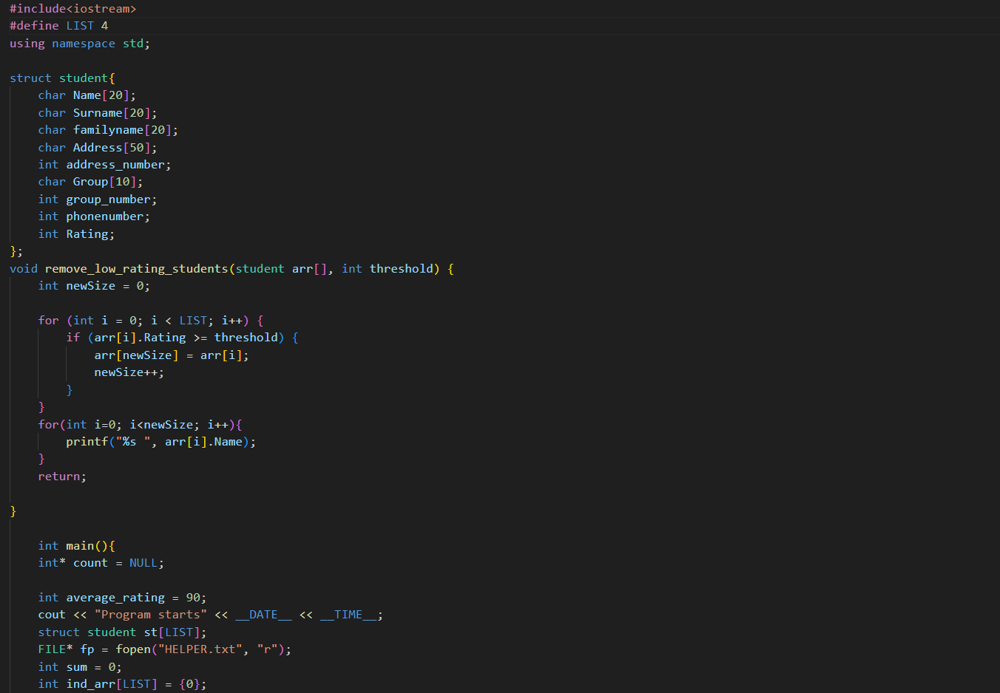 #include<iostream>
#define LIST 4
using namespace std;
struct student{
    char Name[20];
    char Surname[20];
    char familyname[20];
    char Address[50];
    int address_number;
    char Group[10];
    int group_number;
    int phonenumber;
    int Rating;
};
void remove_low_rating_students(student arr[], int threshold) {
    int newSize = 0;
    for (int i = 0; i < LIST; i++) {
        if (arr[i].Rating >= threshold) {
            arr[newSize] = arr[i];
            newSize++;
        }
    }
    for(int i=0; i<newSize; i++){
        printf("%s ", arr[i].Name);
    }
    return;
}
    int main(){
    int* count = NULL;
    int average_rating = 90;
    cout << "Program starts" << __DATE__ << __TIME__;
    struct student st[LIST];
    FILE* fp = fopen("HELPER.txt", "r");
    int sum = 0;
    int ind_arr[LIST] = {0};